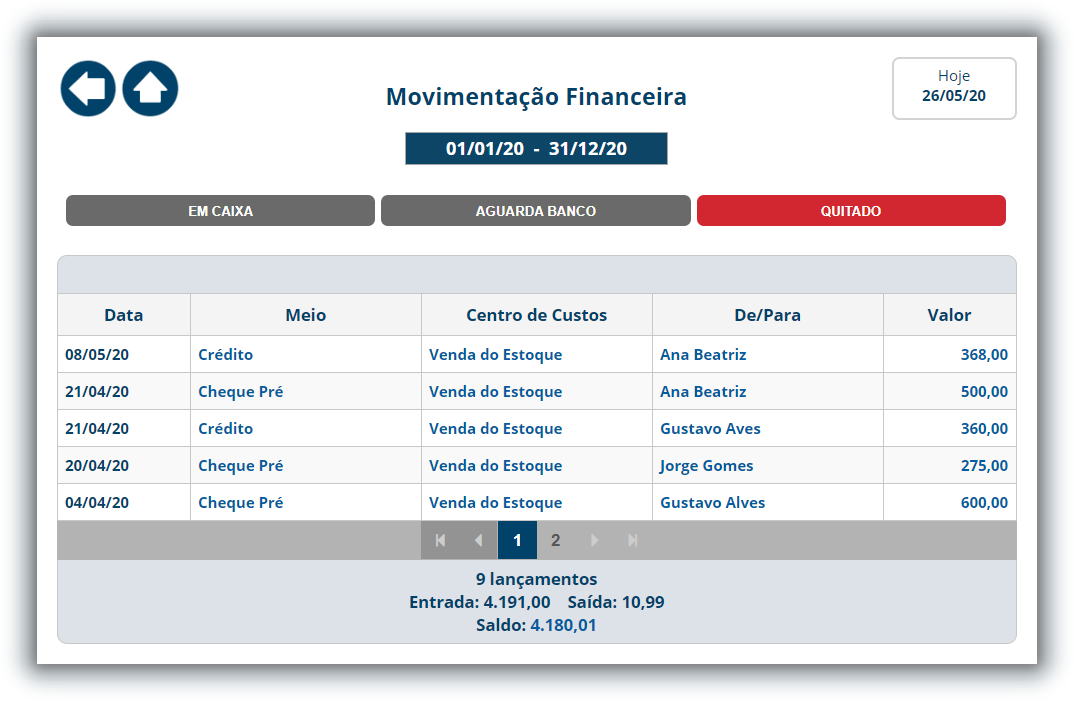 Hoje
26/05/20
Movimentação Financeira
01/01/20 - 31/12/20
EM CAIXA AGUARDA BANCO QUITADO
Data Meio Centro de Custos De/Para Valor
08/05/20 Crédito Venda do Estoque Ana Beatriz 368,00
21/04/20 Cheque Pré Venda do Estoque Ana Beatriz 500,00
21/04/20 Crédito Venda do Estoque Gustavo Aves 360,00
20/04/20 Cheque Pré Venda do Estoque Jorge Gomes 275,00
04/04/20 Cheque Pré Venda do Estoque Gustavo Alves 600,00
1 2
9 lançamentos
Entrada: 4.191,00 Saída: 10,99
Saldo: 4.180,01